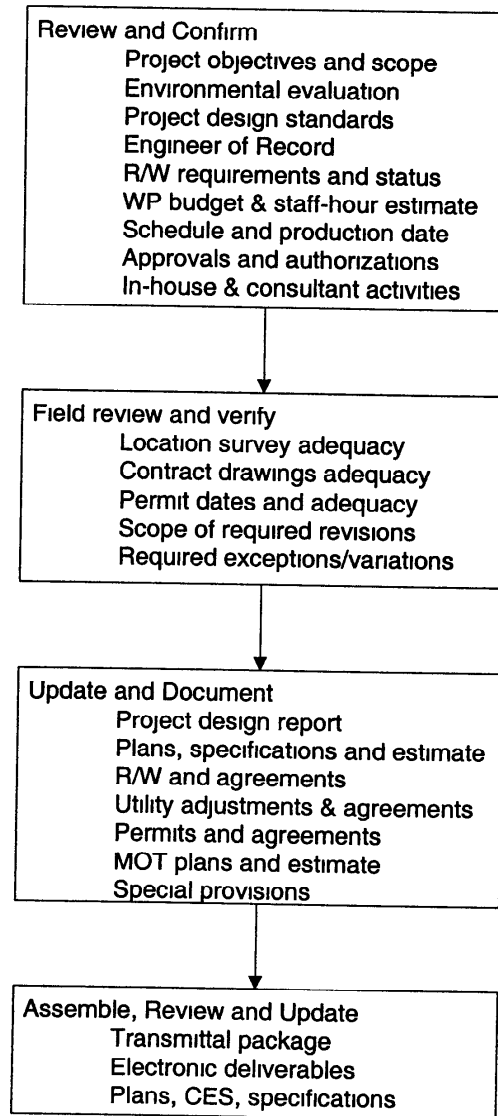 Review and Confirm
Project objectives and scope
Environmental evaluation
Project design standards
Engineer of Record
R/W requirements and status
WP budget & staff-hour estimate
Schedule and production date
Approvals and authorizations
In-house & consultant activities
Field review and verify
Location survey adequacy
Contract drawings adequacy
Permit dates and adequacy
Scope of required revisions
Required exceptions/variations
Update and Document
Project design report
Plans, specifications and estimate
R/W and agreements
Utility adjustments & agreements
Permits and agreements
MOT plans and estimate
Special provisions
Assemble, Review and Update
Transmittal package
Electronic deliverables
Plans, CES, specifications